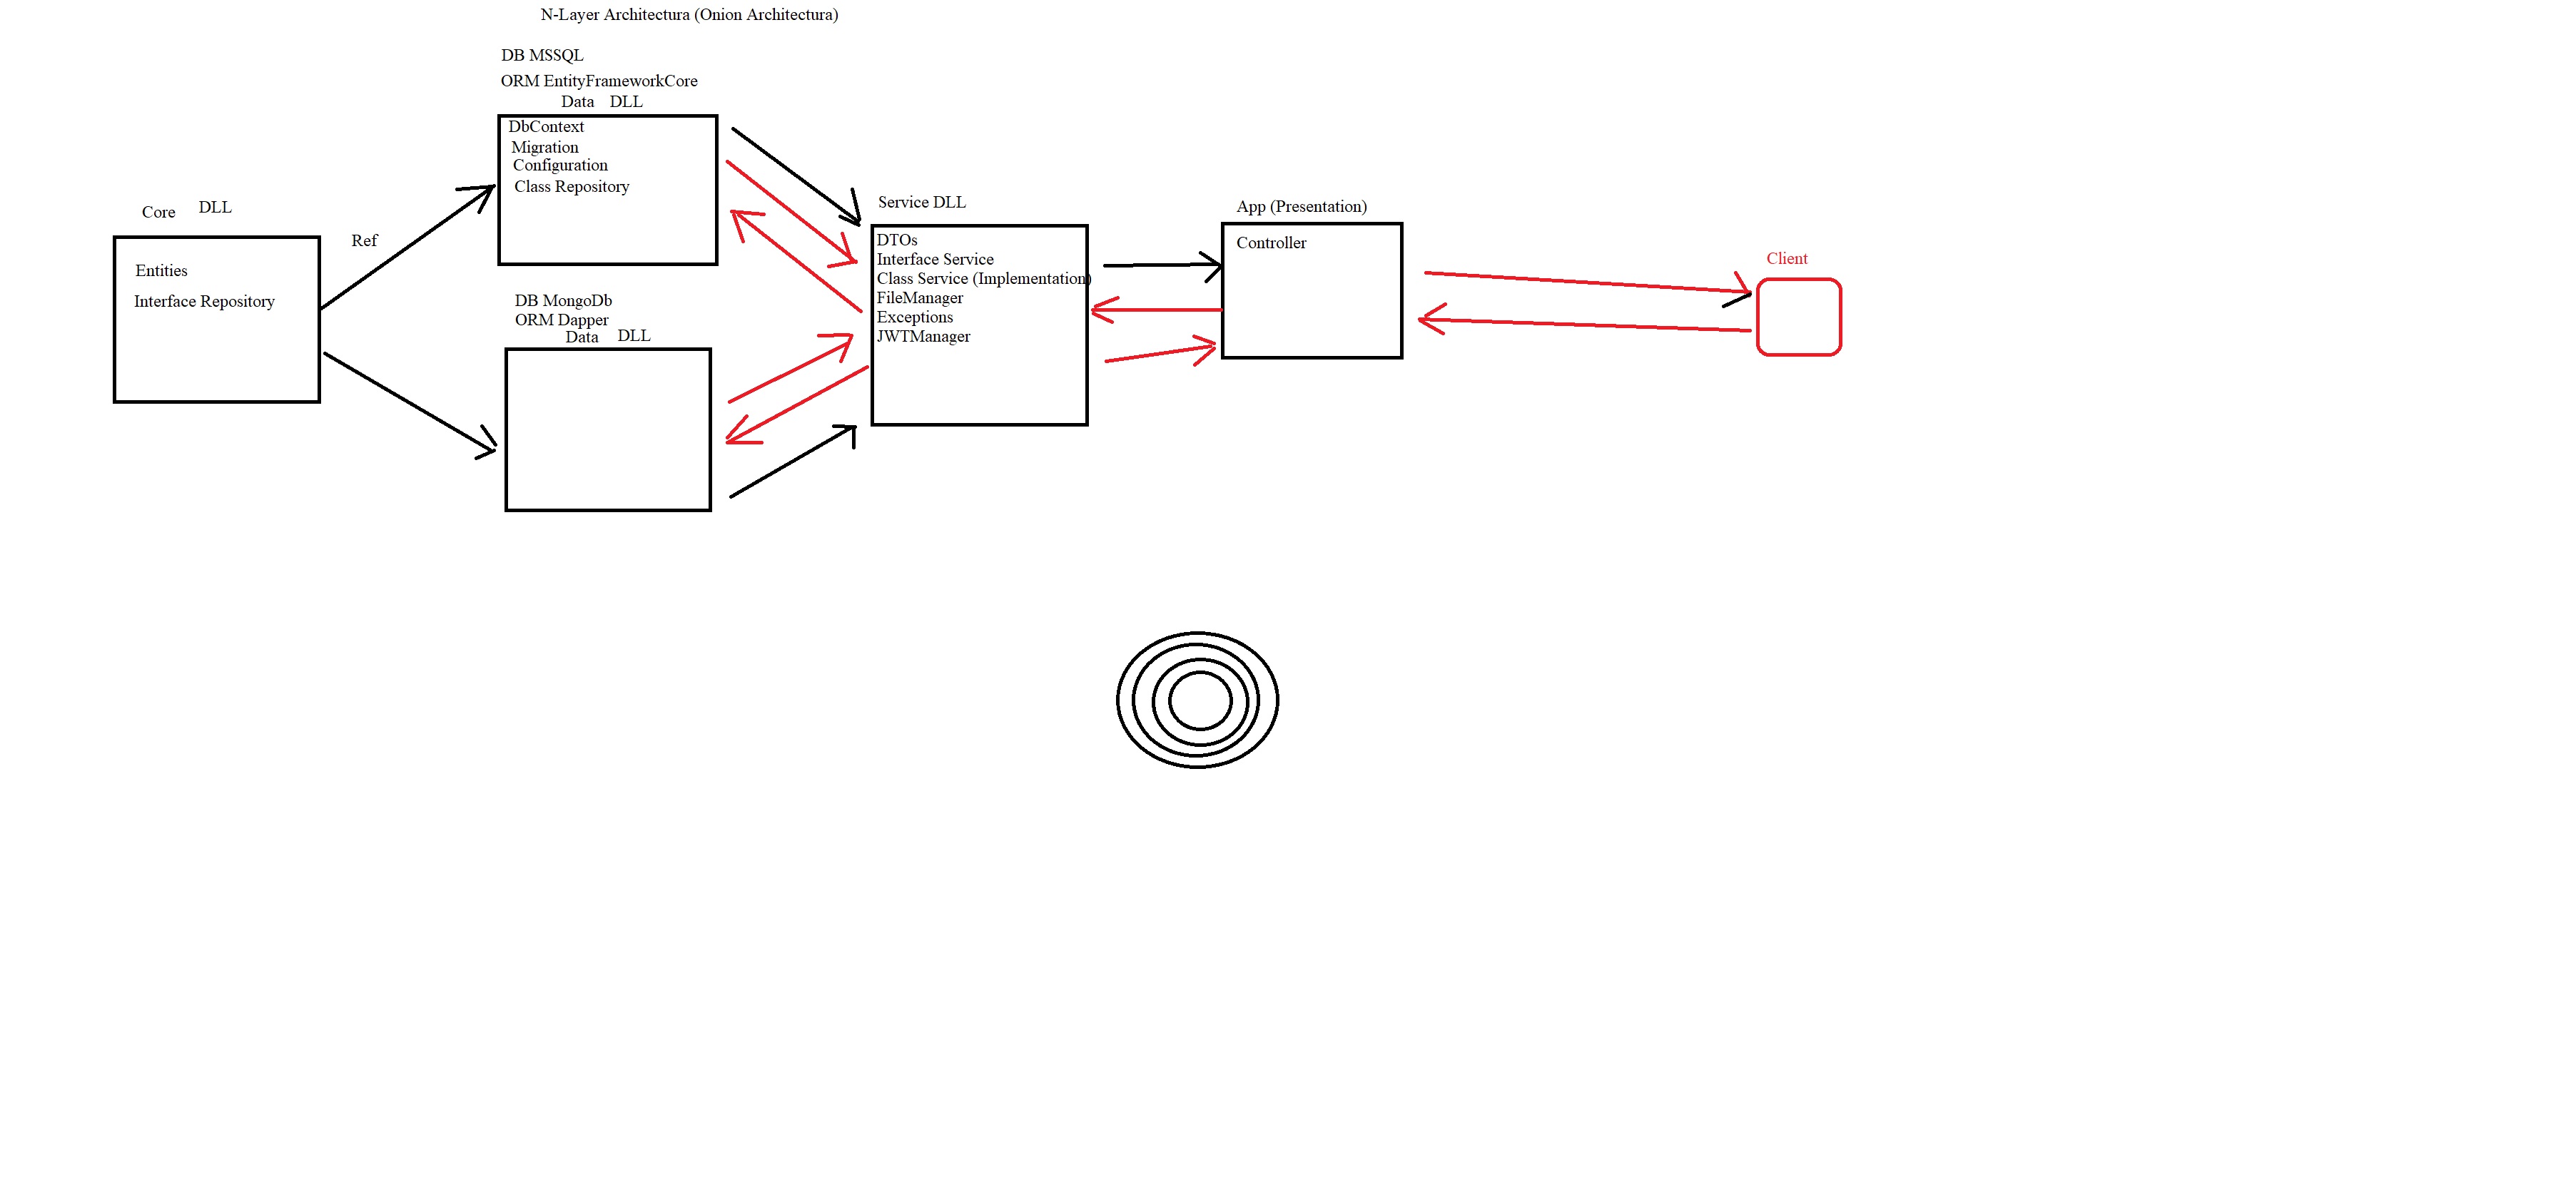 N-Layer Architectura (Onion Architectura)
DB MSSQL
ORM EntityFrameworkCore
Data DLL
DbContext
Migration
Configuration
Class Repository
Core DLL
Entities
Interface Repository
Ref
DB MongoDb
ORM Dapper
Data DLL
Service DLL
DTOs
Interface Service
Class Service (Implementation)
FileManager
Exceptions
JWTManager
App (Presentation)
Controller
Client